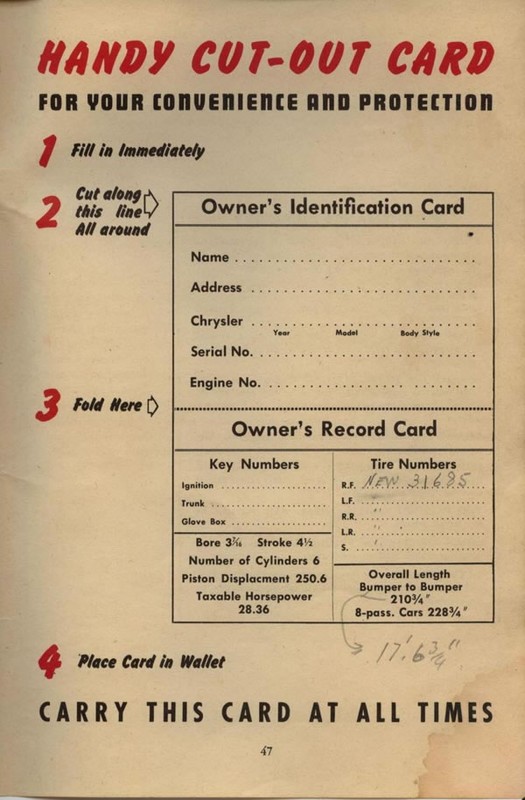 HANDY CUT-OUT CARD
FOR YOUR CONVENIENCE AND PROTECTION
1 Fill in Immediately
2 Cut along
this line
All around
Owner's Identification Card
Name
Address
Chrysler
Year Model Body Style
Serial No.
Engine No.
3 Fold Here
Owner's Record Card
Key Numbers
Ignition
Trunk
Glove Box
Bore 3 7/16 Stroke 4½
Number of Cylinders 6
Piston Displacment 250.6
Taxable Horsepower
28.36
Tire Numbers
R.F. NEW 31685
L.F.
R.R. "
L.R. " "
S. "
Overall Length
Bumper to Bumper
210¾"
8-pass. Cars 228¾"
17' 6¾"
4 Place Card in Wallet
CARRY THIS CARD AT ALL TIMES
47